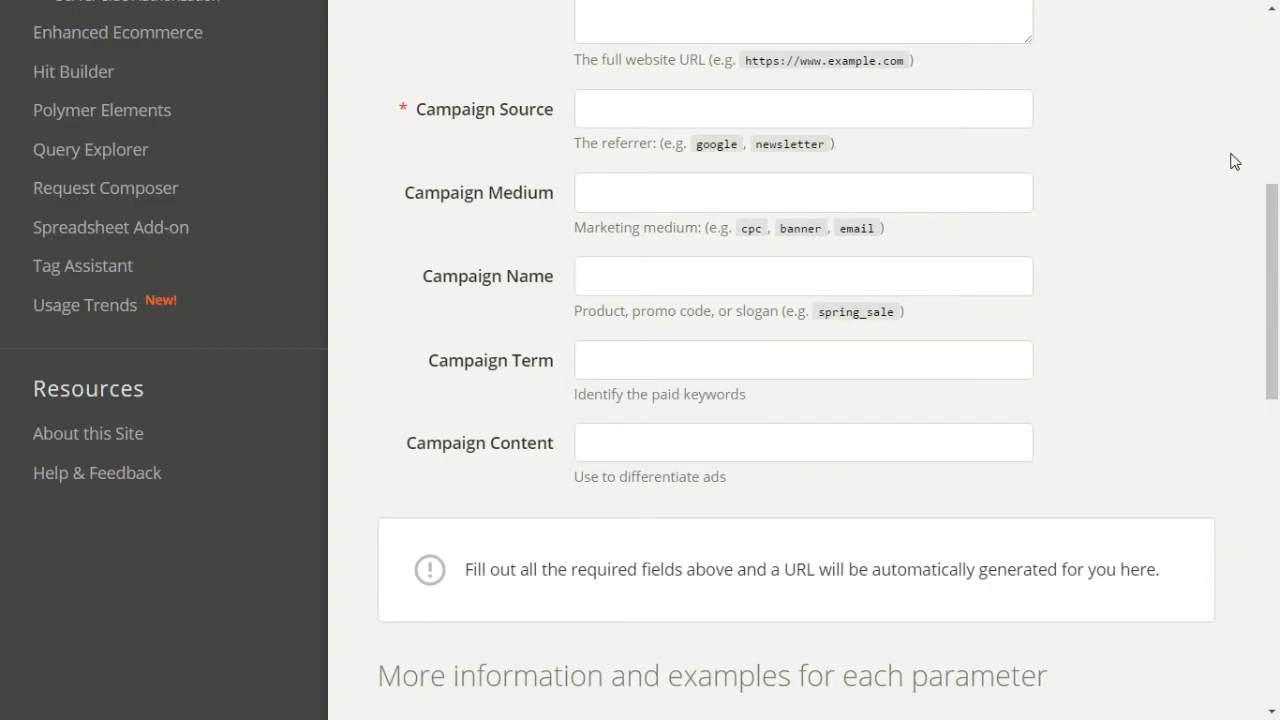 Server Side Authorization
Enhanced Ecommerce
Hit Builder
Polymer Elements
Query Explorer
Request Composer
Spreadsheet Add-on
Tag Assistant
Usage Trends New!
Resources
About this Site
Help & Feedback
The full website URL (e.g. https://www.example.com )
* Campaign Source
The referrer: (e.g. google , newsletter )
Campaign Medium
Marketing medium: (e.g. cpc , banner , email )
Campaign Name
Product, promo code, or slogan (e.g. spring_sale )
Campaign Term
Identify the paid keywords
Campaign Content
Use to differentiate ads
Fill out all the required fields above and a URL will be automatically generated for you here.
More information and examples for each parameter